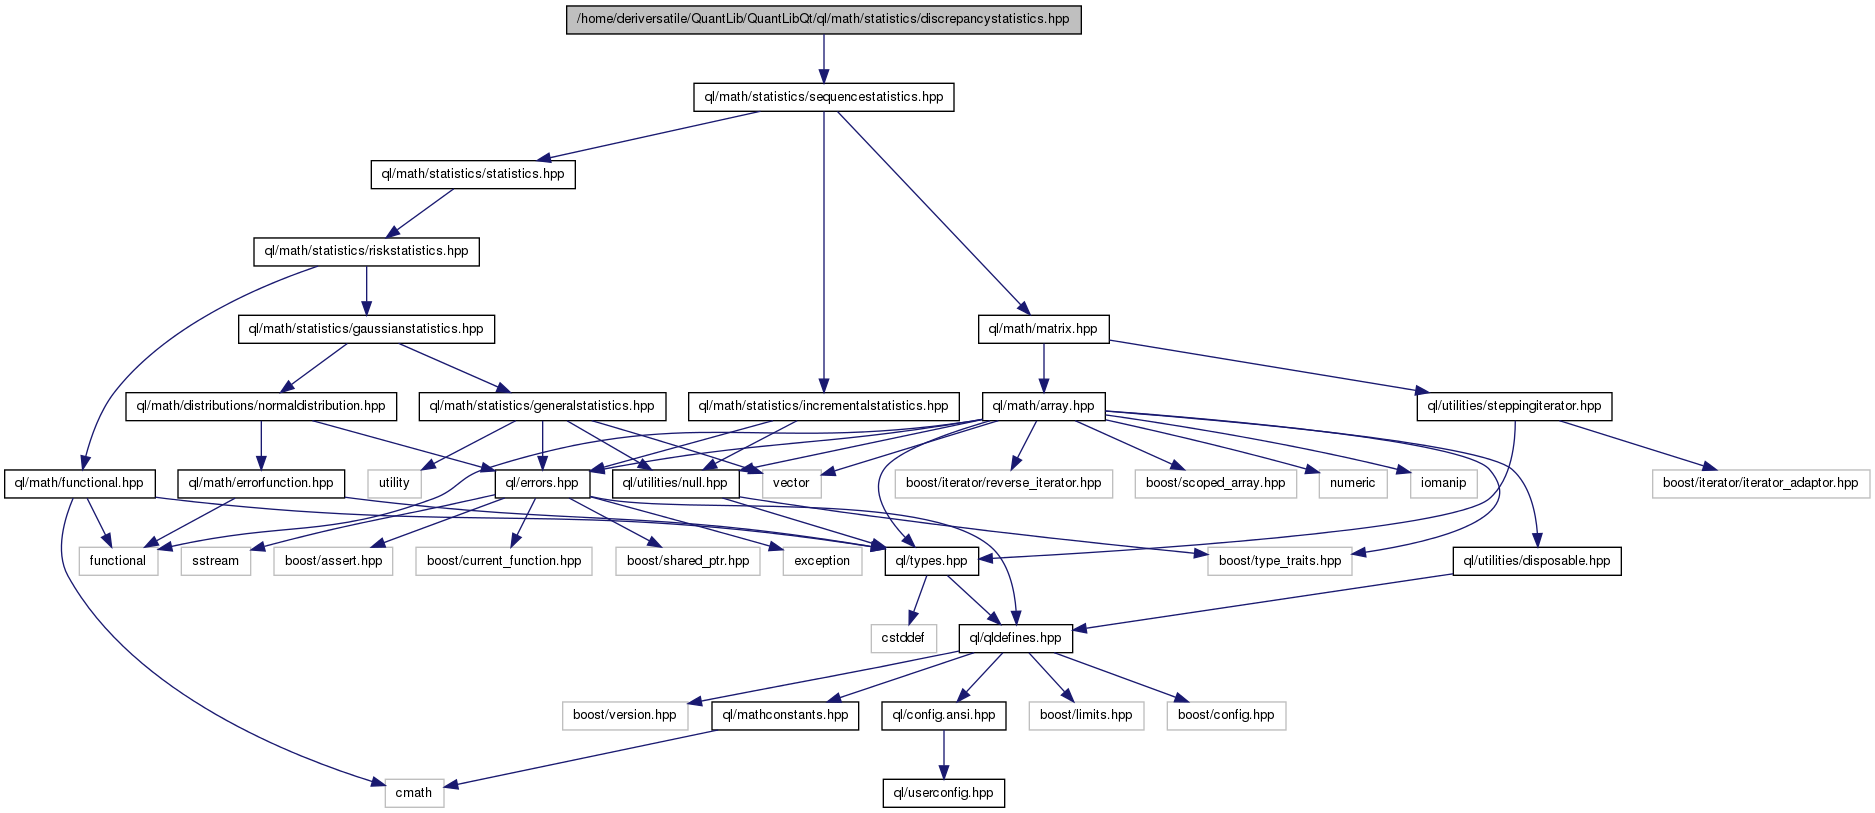 /home/deriversatile/QuantLib/QuantLibQt/ql/math/statistics/discrepancystatistics.hpp
ql/math/statistics/sequencestatistics.hpp
ql/math/statistics/statistics.hpp
ql/math/statistics/riskstatistics.hpp
ql/math/statistics/gaussianstatistics.hpp
ql/math/matrix.hpp
ql/math/distributions/normaldistribution.hpp
ql/math/statistics/generalstatistics.hpp
ql/math/statistics/incrementalstatistics.hpp
ql/math/array.hpp
ql/utilities/steppingiterator.hpp
ql/math/functional.hpp
ql/math/errorfunction.hpp
utility
ql/errors.hpp
ql/utilities/null.hpp
vector
boost/iterator/reverse_iterator.hpp
boost/scoped_array.hpp
numeric
iomanip
boost/iterator/iterator_adaptor.hpp
functional
sstream
boost/assert.hpp
boost/current_function.hpp
boost/shared_ptr.hpp
exception
ql/types.hpp
boost/type_traits.hpp
ql/utilities/disposable.hpp
cstddef
ql/qldefines.hpp
boost/version.hpp
ql/mathconstants.hpp
ql/config.ansi.hpp
boost/limits.hpp
boost/config.hpp
cmath
ql/userconfig.hpp